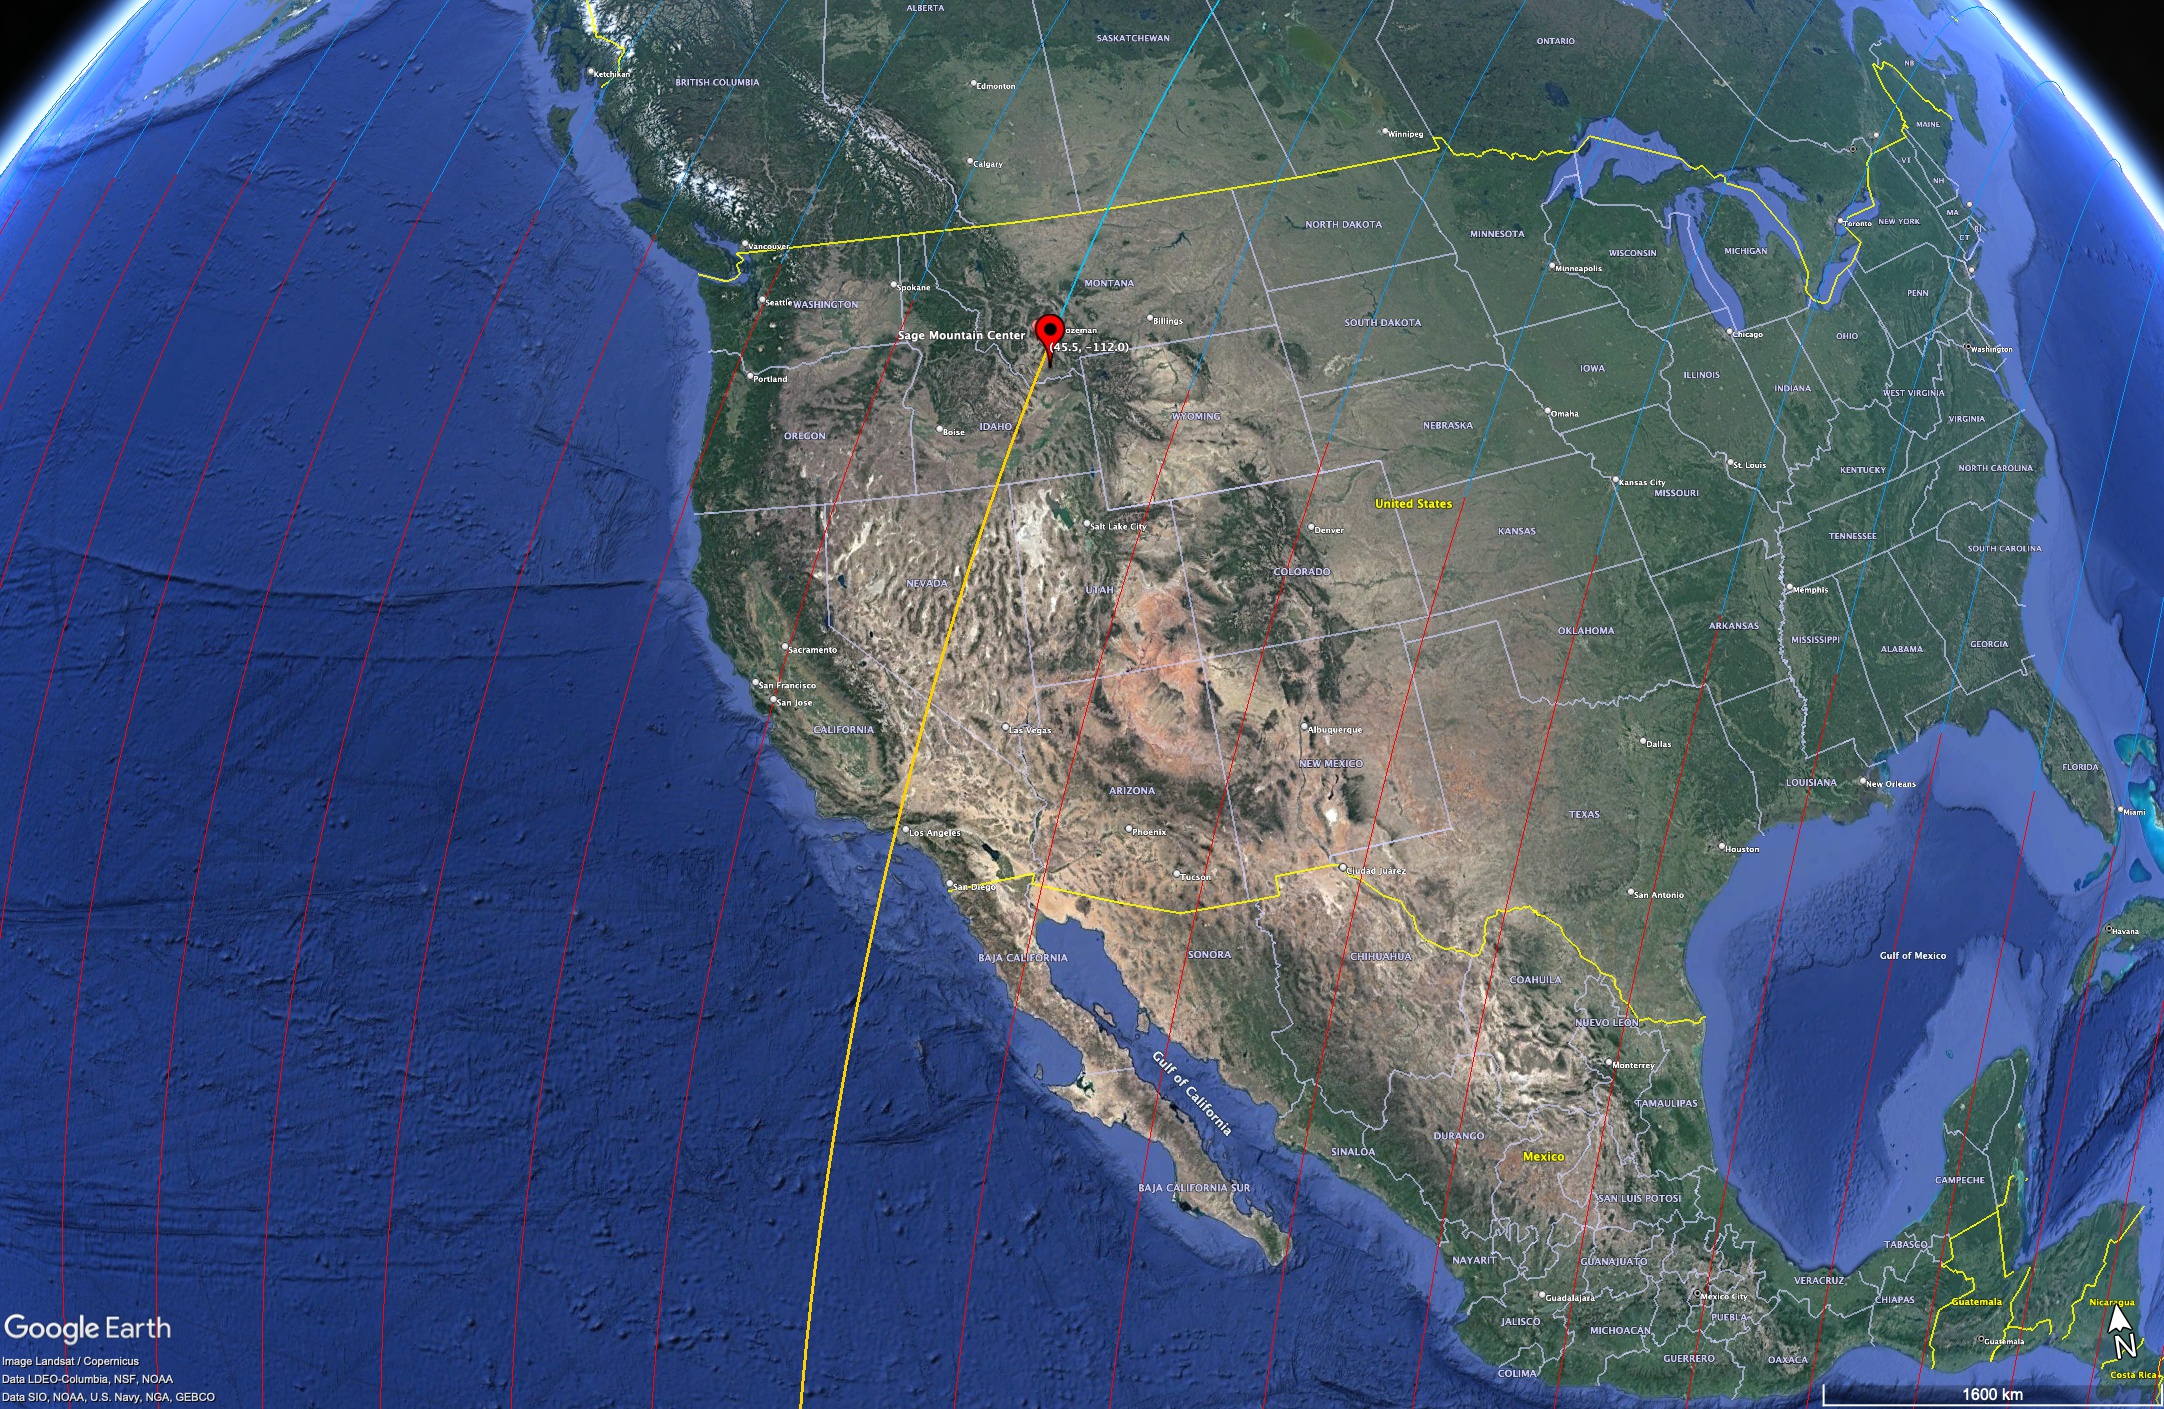 ALBERTA
SASKATCHEWAN
ONTARIO
NB
Ketchikan
BRITISH COLUMBIA
Edmonton
MAINE
Winnipeg
Calgary
VT
NH
MA
Toronto
NEW YORK
RI
CT
NORTH DAKOTA
MINNESOTA
Vancouver
WISCONSIN
MICHIGAN
Minneapolis
MONTANA
Spokane
PENN
Seattle
WASHINGTON
Billings
SOUTH DAKOTA
ozeman
Sage Mountain Center
(45.5, -112.0)
Chicago
OHIO
Washington
IOWA
ILLINOIS
Portland
INDIANA
WEST VIRGINIA
WYOMING
Omaha
VIRGINIA
NEBRASKA
IDAHO
Boise
OREGON
St. Louis
KENTUCKY
NORTH CAROLINA
Kansas City
MISSOURI
United States
Salt Lake City
Denver
KANSAS
TENNESSEE
SOUTH CAROLINA
COLORADO
NEVADA
UTAH
Memphis
ARKANSAS
OKLAHOMA
MISSISSIPPI
ALABAMA
GEORGIA
Sacramento
San Francisco
San Jose
CALIFORNIA
Las Vegas
Albuquerque
Dallas
NEW MEXICO
FLORIDA
LOUISIANA
New Orleans
ARIZONA
TEXAS
Miami
Los Angeles
Phoenix
Houston
Ciudad Juárez
Tucson
San Diego
San Antonio
Havana
SONORA
BAJA CALIFORNIA
CHIHUAHUA
Gulf of Mexico
COAHUILA
NUEVO LEON
Monterrey
Gulf of California
TAMAULIPAS
DURANGO
SINALOA
Mexico
CAMPECHE
BAJA CALIFORNIA SUR
SAN LUIS POTOSI
TABASCO
NAYARIT
GUANAJUATO
VERACRUZ
Guadalajara
Mexico City
CHIAPAS
Guatemala
Nicaragua
JALISCO
PUEBLA
MICHOACÁN
Guatemala
N
GUERRERO
OAXACA
COLIMA
Costa Rica
Google Earth
Image Landsat / Copernicus
Data LDEO-Columbia, NSF, NOAA
Data SIO, NOAA, U.S. Navy, NGA, GEBCO
1600 km